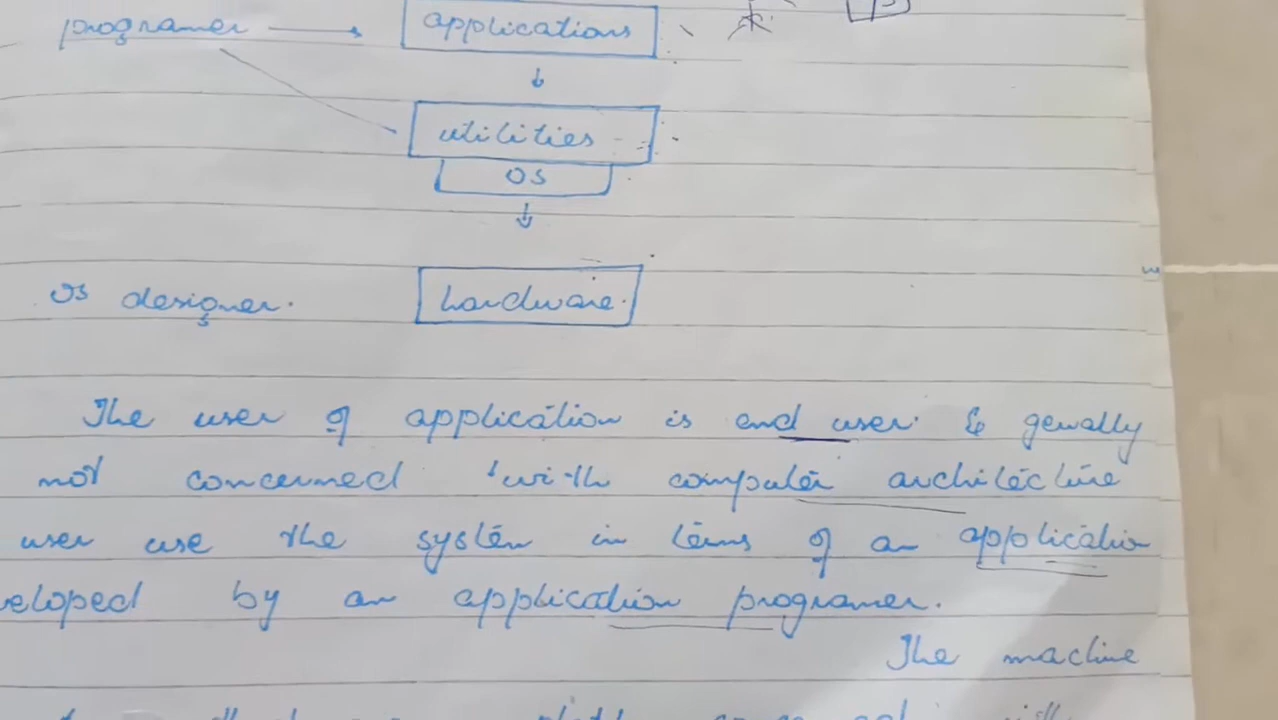 programer applications
utilities
OS
OS designer. hardware.
The user of application is end user. & genally
not concerned with computer architecture
user use the system in terms of an application
eloped by an application programer.
The machine